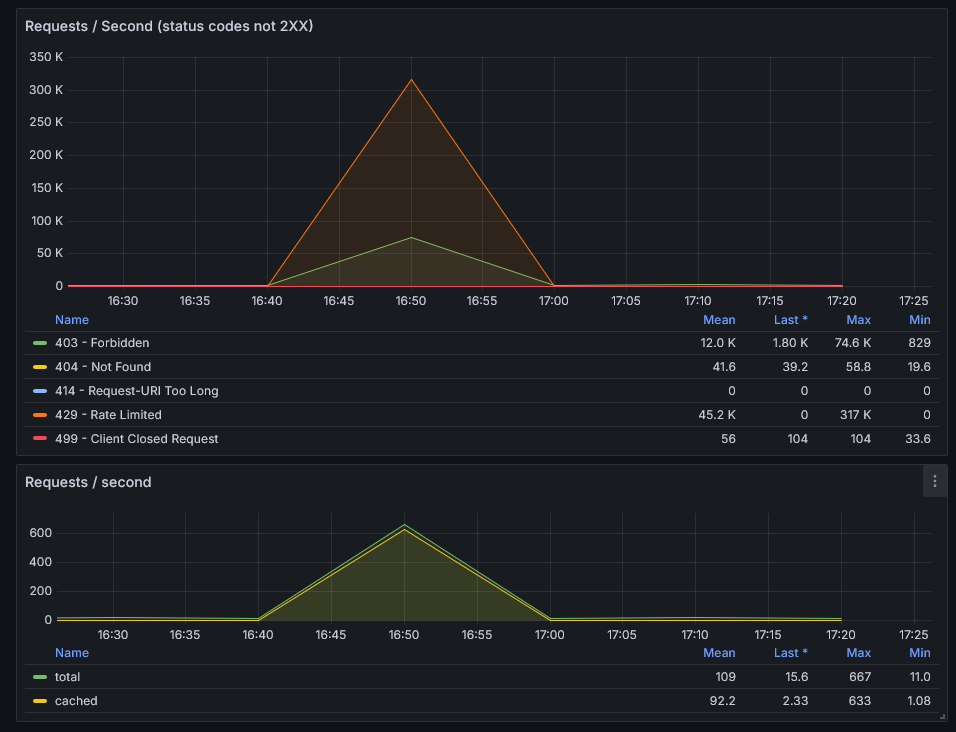 Requests / Second (status codes not 2XX)
350 K
300 K
250 K
200 K
150 K
100 K
50 K
0
16:30 16:35 16:40 16:45 16:50 16:55 17:00 17:05 17:10 17:15 17:20 17:25
Name Mean Last * Max Min
403 - Forbidden 12.0 K 1.80 K 74.6 K 829
404 - Not Found 41.6 39.2 58.8 19.6
414 - Request-URI Too Long 0 0 0 0
429 - Rate Limited 45.2 K 0 317 K 0
499 - Client Closed Request 56 104 104 33.6
Requests / second
600
400
200
0
16:30 16:35 16:40 16:45 16:50 16:55 17:00 17:05 17:10 17:15 17:20 17:25
Name Mean Last * Max Min
total 109 15.6 667 11.0
cached 92.2 2.33 633 1.08